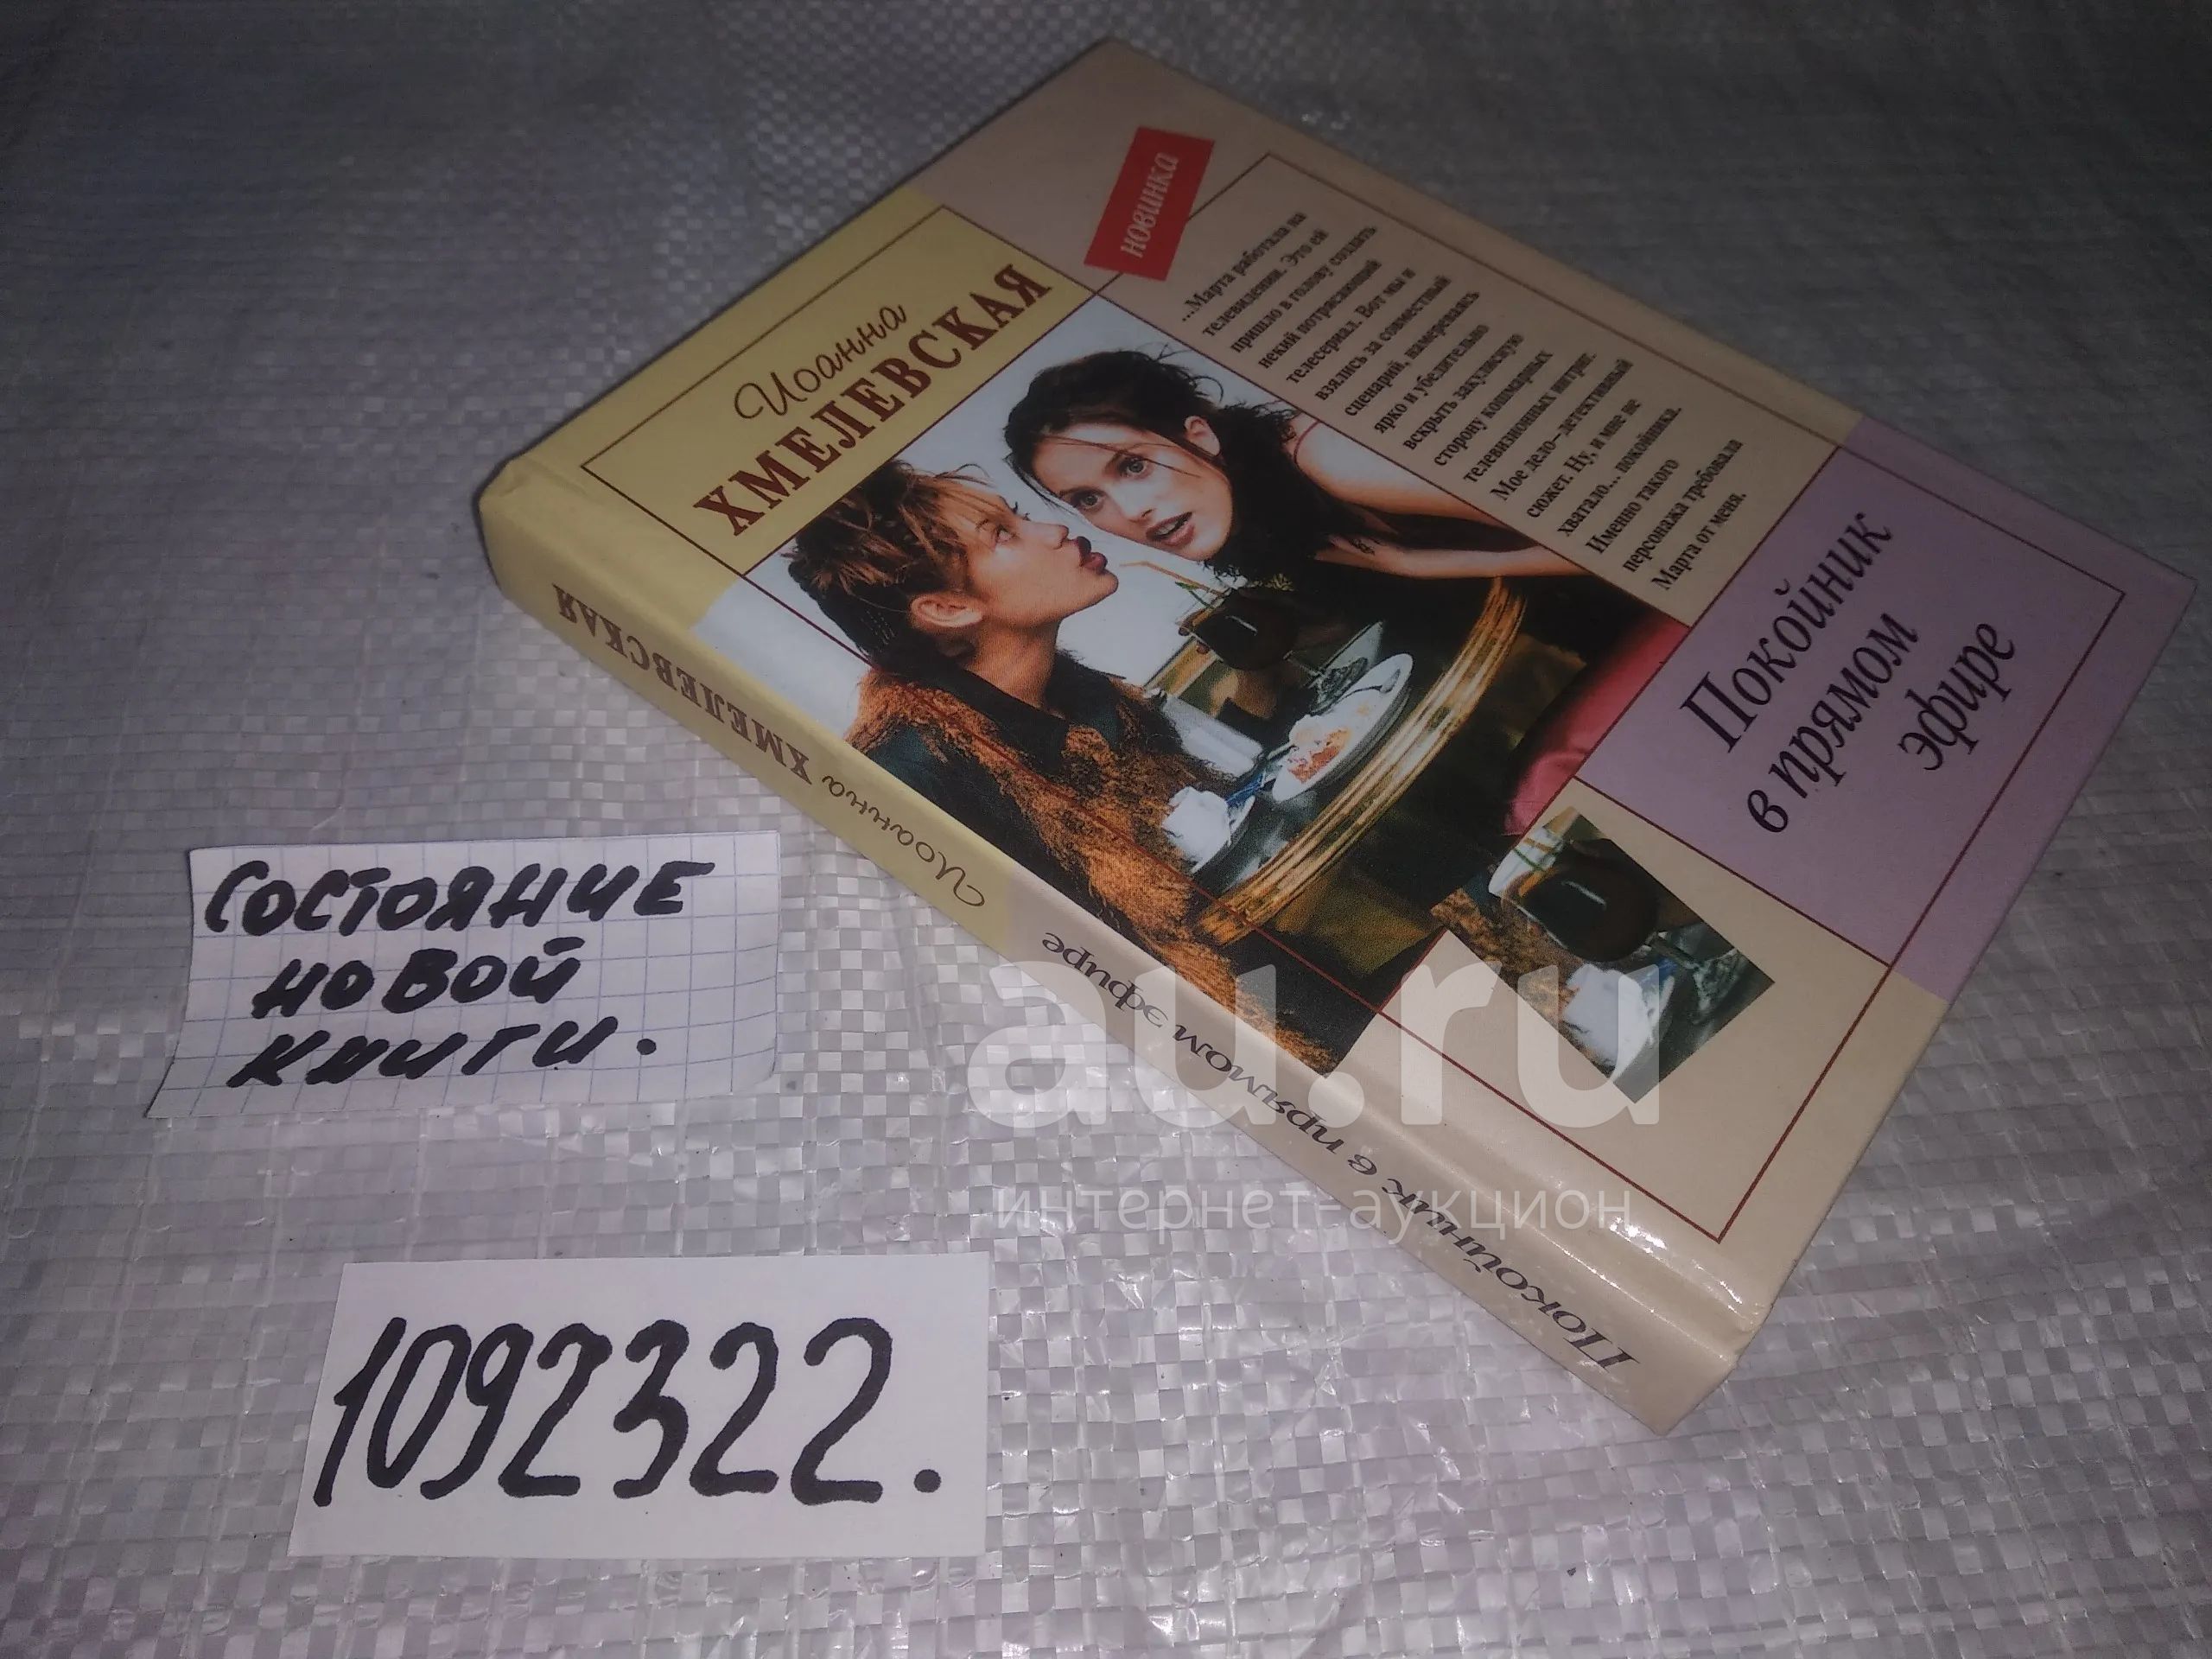 Иоанна
ХМЕЛЕВСКАЯ
новинка
...Марта работала на
телевидении. Это ей
пришло в голову создать
некий потрясающий
телесериал. Вот мы и
взялись за совместный
сценарий, намереваясь
ярко и убедительно
вскрыть закулисную
сторону кошмарных
телевизионных интриг.
Мое дело–детективный
сюжет. Ну, и мне не
хватало... покойника.
Именно такого
персонажа требовала
Марта от меня.
Покойник
в прямом
эфире
Иоанна ХМЕЛЕВСКАЯ
Покойник в прямом эфире
СОСТОЯНИЕ
НОВОЙ
КНИГИ.
1092322.
au.ru
интернет-аукцион